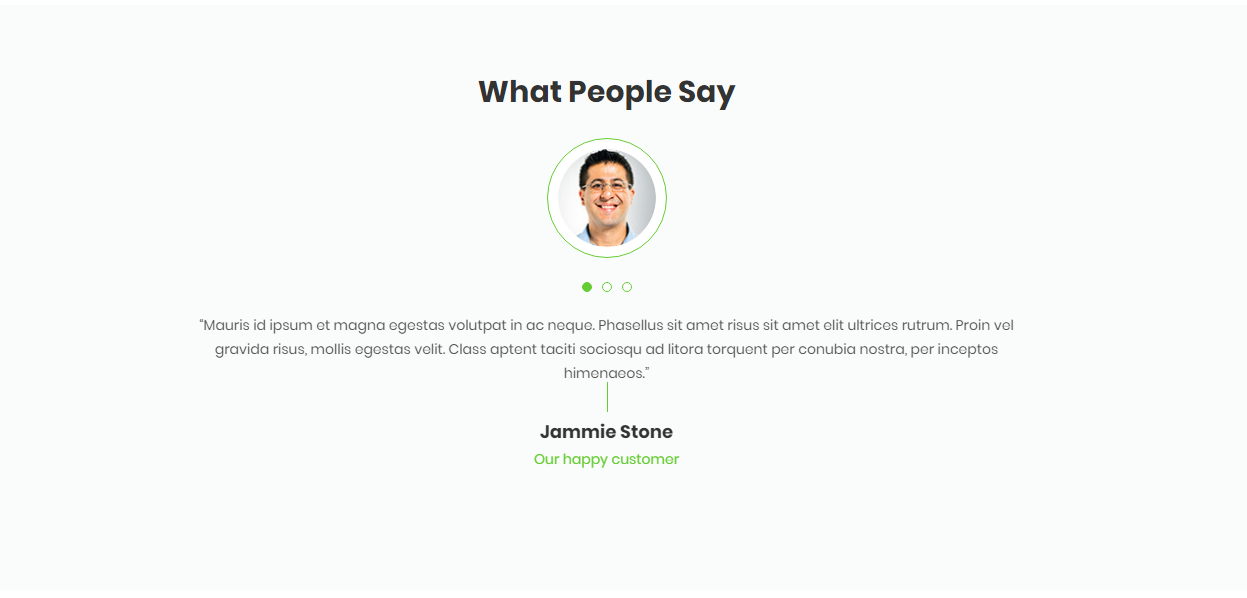 What People Say
“Mauris id ipsum et magna egestas volutpat in ac neque. Phasellus sit amet risus sit amet elit ultrices rutrum. Proin vel
gravida risus, mollis egestas velit. Class aptent taciti sociosqu ad litora torquent per conubia nostra, per inceptos
himenaeos.”
Jammie Stone
Our happy customer